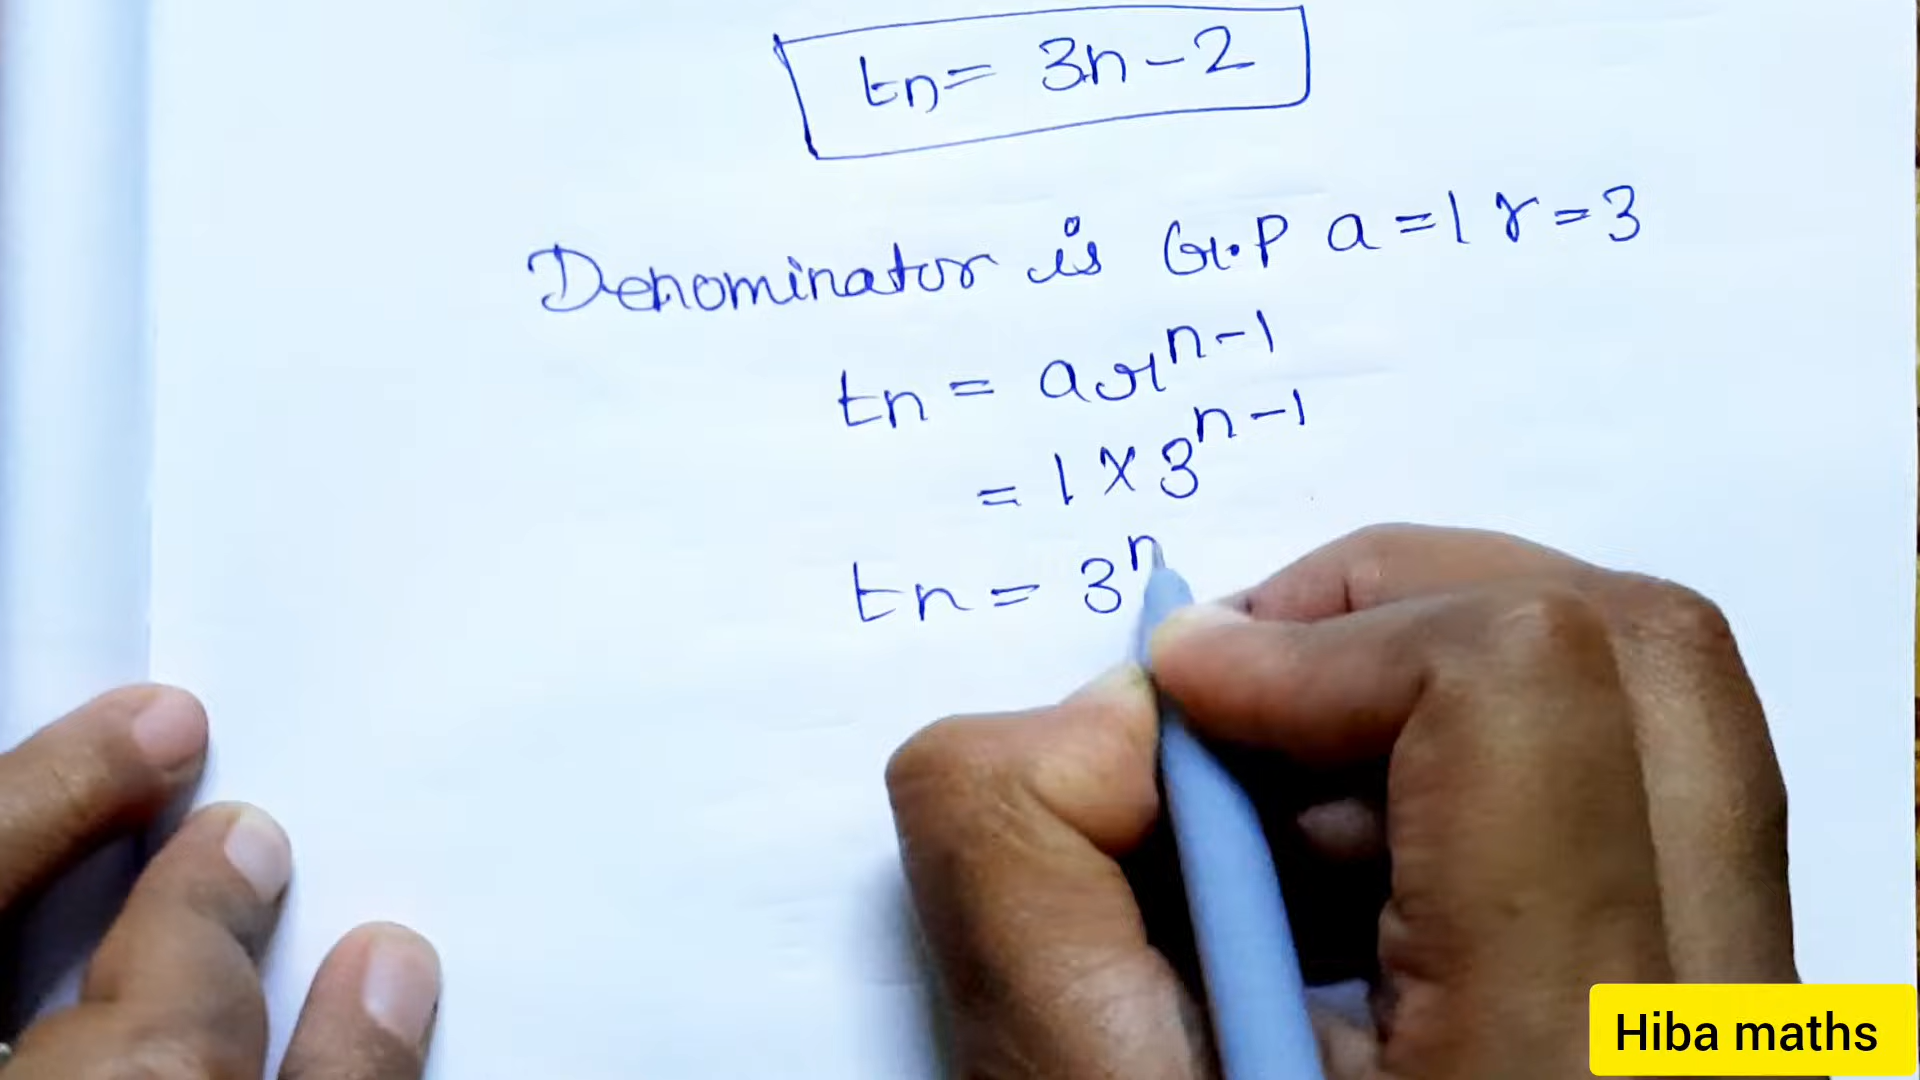 tn = 3n - 2
Denominator is G.P a = 1 r = 3
tn = ar^n-1
= 1 × 3^n-1
tn = 3^n
Hiba maths